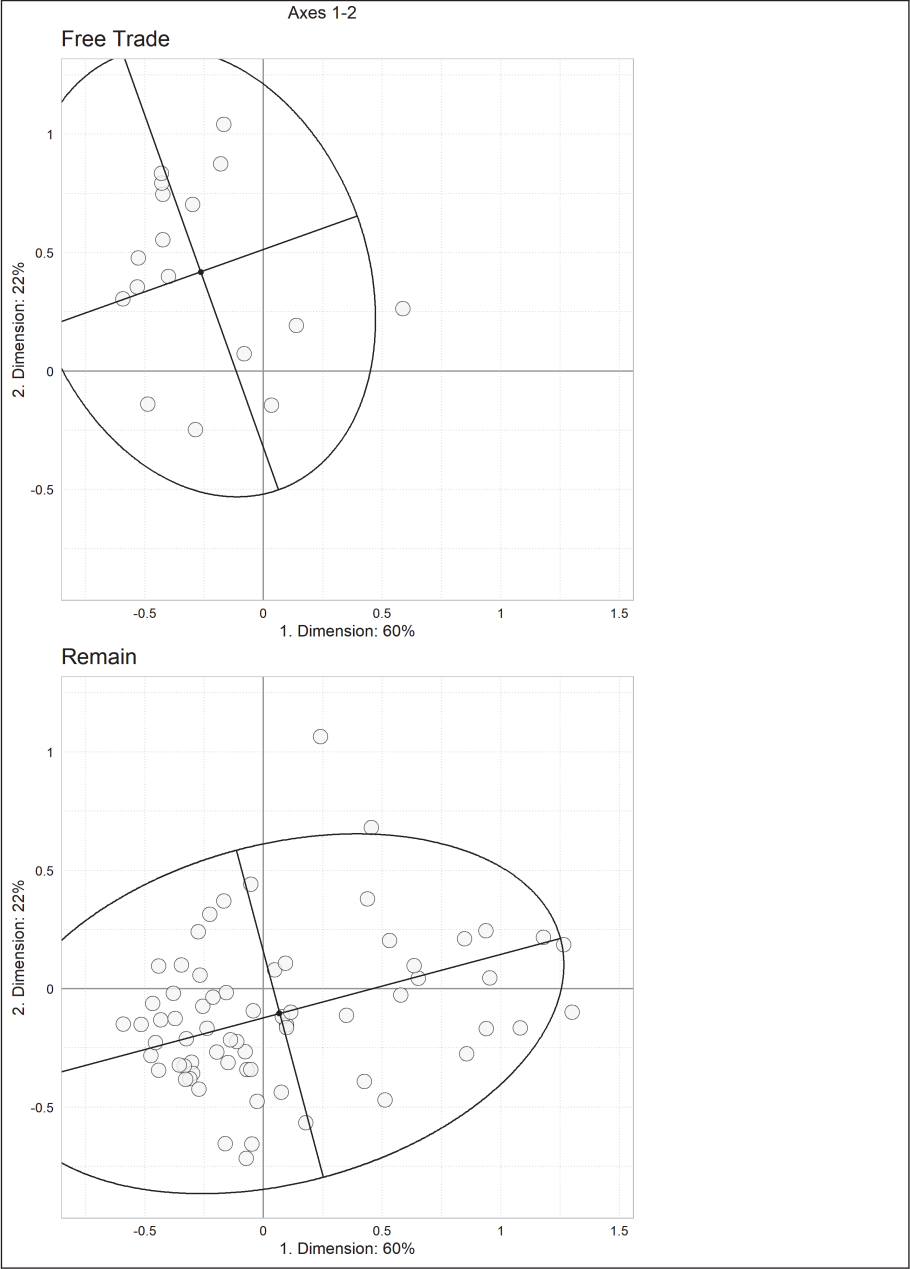 Axes 1-2
Free Trade
1
0.5
0
-0.5
2. Dimension: 22%
-0.5 0 0.5 1 1.5
1. Dimension: 60%
Remain
1
0.5
0
-0.5
2. Dimension: 22%
-0.5 0 0.5 1 1.5
1. Dimension: 60%